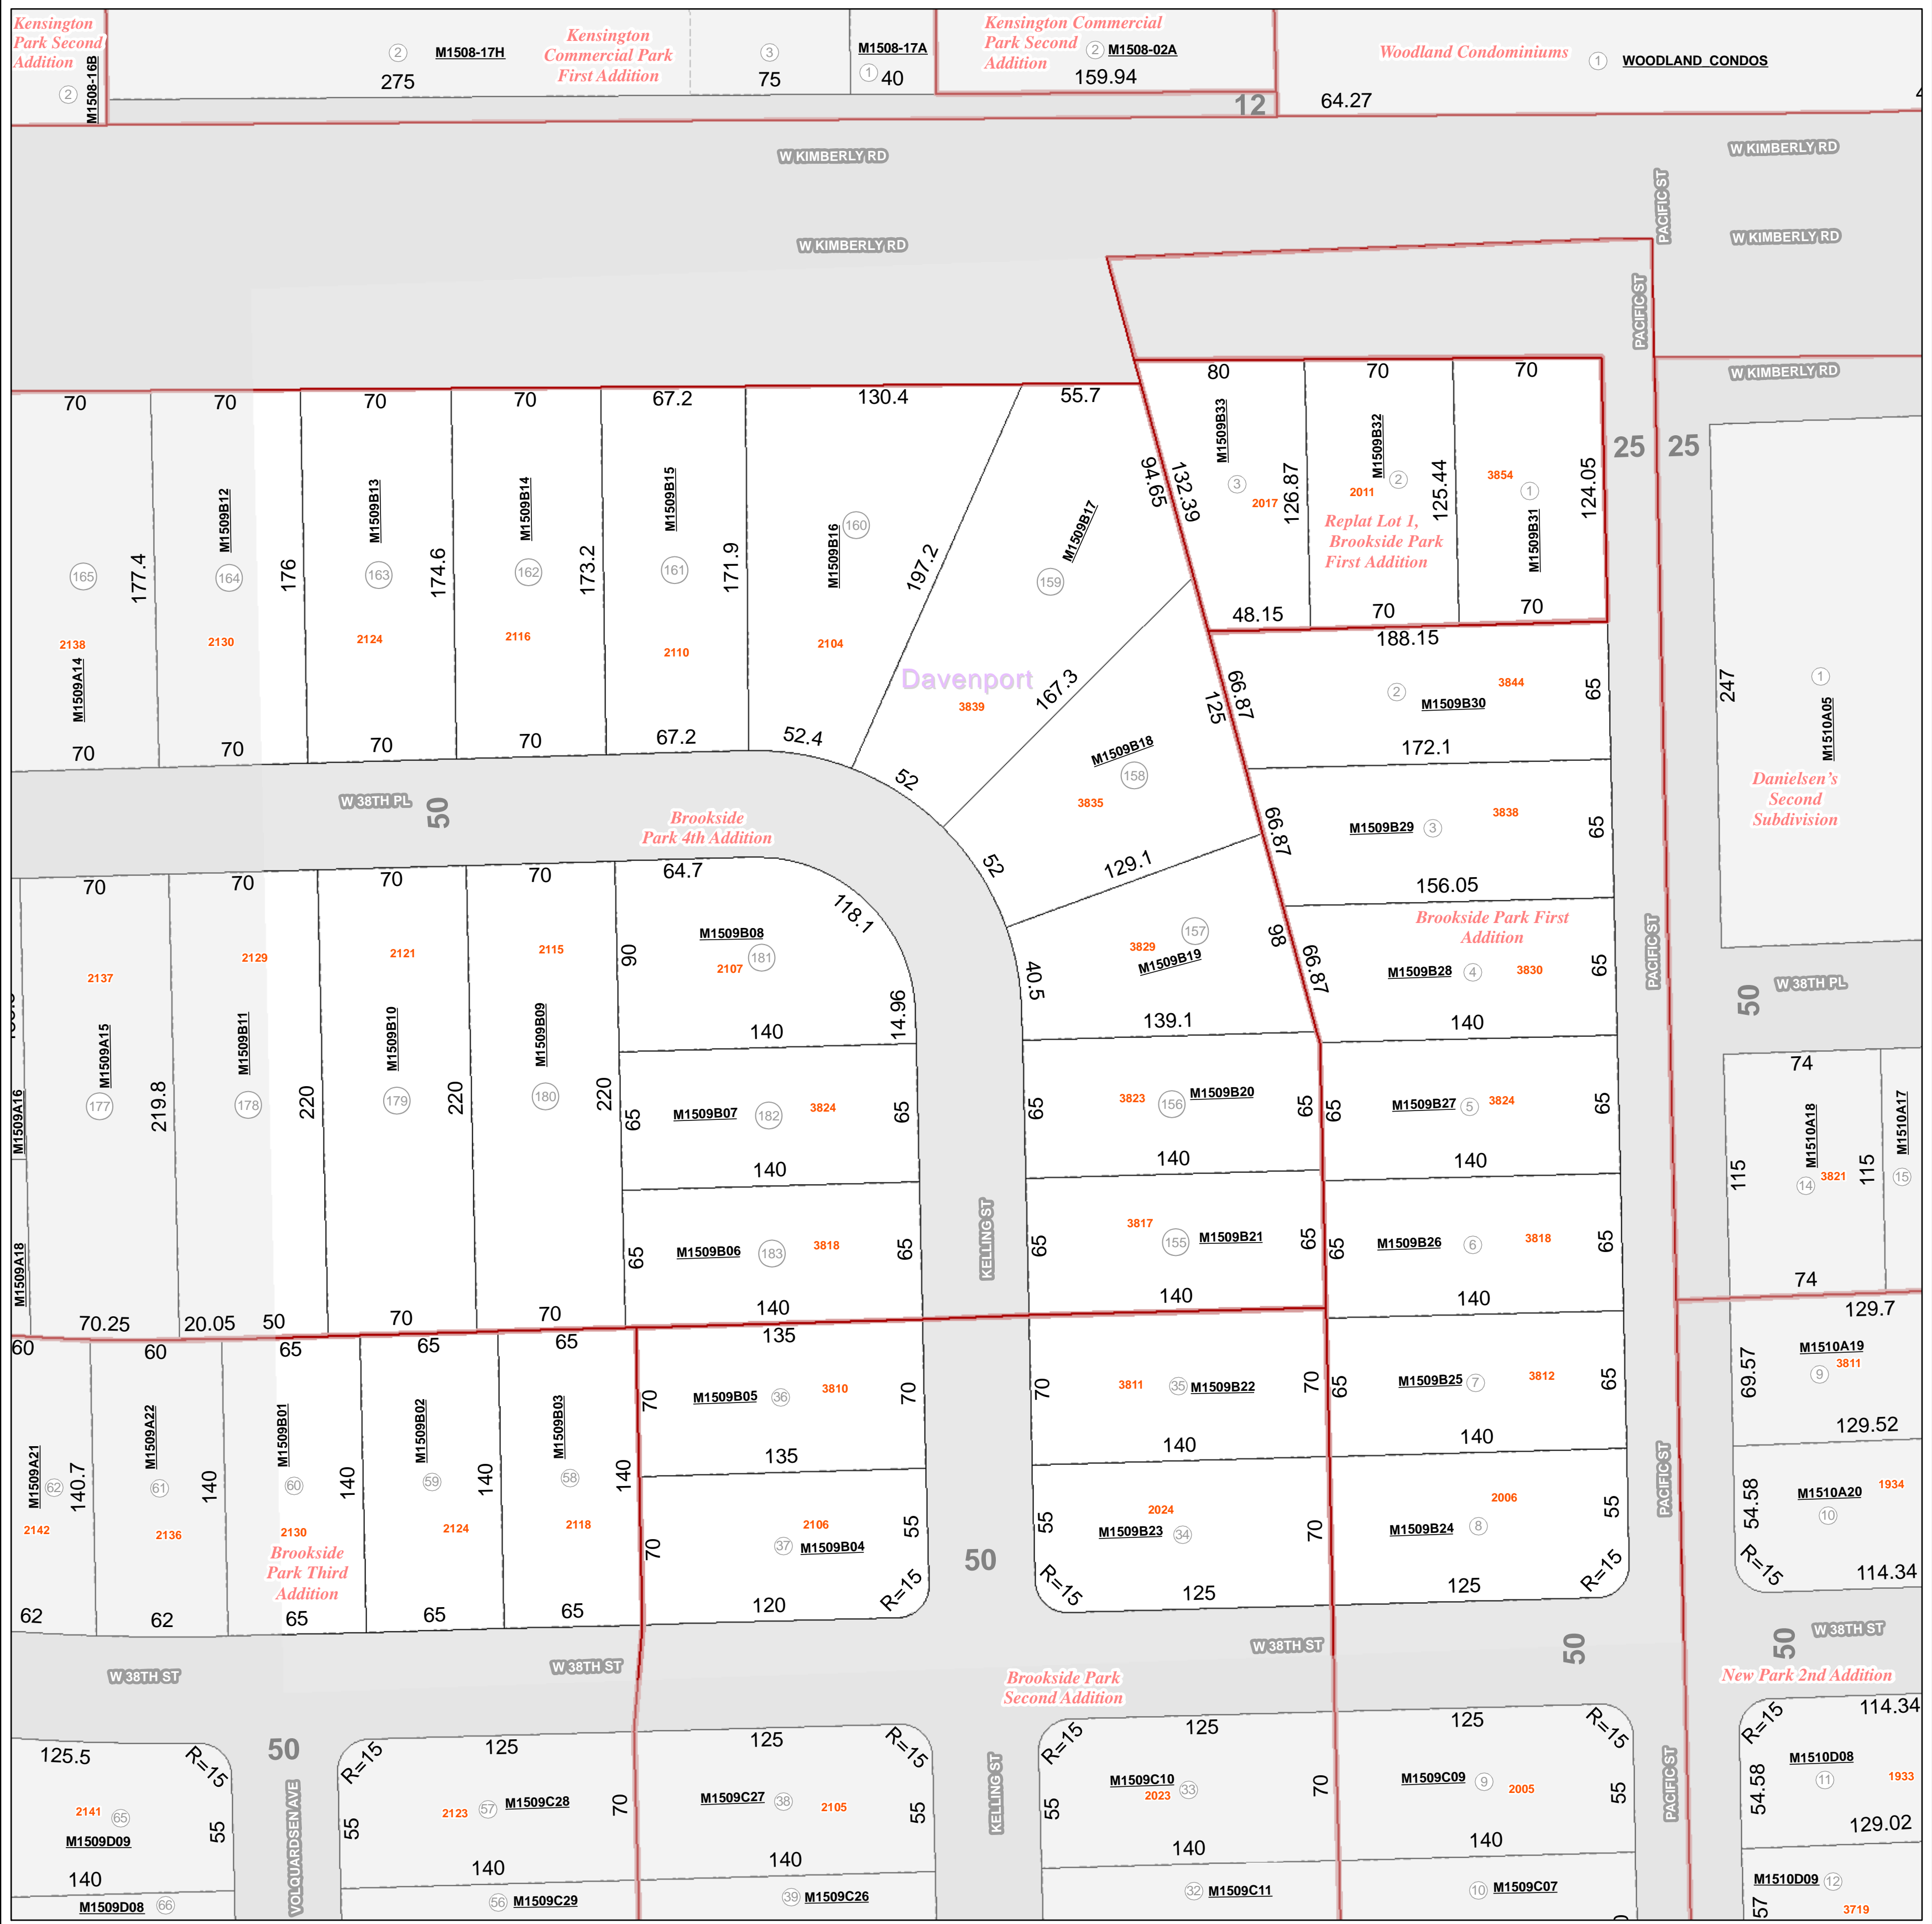 Kensington
Park Second
Addition
2
M1508-16B
2
M1508-17H
275
Kensington
Commercial Park
First Addition
3
75
M1508-17A
1
40
Kensington Commercial
Park Second
Addition
2
M1508-02A
159.94
12
Woodland Condominiums
1
WOODLAND_CONDOS
64.27
W KIMBERLY RD
W KIMBERLY RD
PACIFIC ST
W KIMBERLY RD
W KIMBERLY RD
PACIFIC ST
W KIMBERLY RD
70
70
70
70
67.2
130.4
55.7
80
70
70
25
25
165
2138
M1509A14
177.4
70
M1509B12
164
2130
176
70
M1509B13
163
2124
174.6
70
M1509B14
162
2116
173.2
70
M1509B15
161
2110
171.9
67.2
M1509B16
160
2104
52.4
197.2
M1509B17
159
94.65
132.39
Davenport
3839
167.3
52
M1509B33
3
2017
126.87
48.15
M1509B32
2
2011
125.44
70
3854
1
M1509B31
124.05
70
Replat Lot 1,
Brookside Park
First Addition
188.15
2
M1509B30
3844
65
66.87
125
172.1
M1509B18
158
3835
52
129.1
M1509B29
3
3838
65
66.87
156.05
247
1
M1510A05
Danielsen's
Second
Subdivision
W 38TH PL
50
Brookside
Park 4th Addition
Brookside Park First
Addition
70
70
70
70
64.7
118.1
2137
M1509A15
177
219.8
70.25
2129
M1509B11
178
220
20.05
50
2121
M1509B10
179
220
70
2115
M1509B09
180
220
70
M1509A16
M1509A18
M1509B08
181
2107
90
14.96
140
157
3829
M1509B19
40.5
98
66.87
139.1
M1509B28
4
3830
65
140
PACIFIC ST
50
W 38TH PL
65
M1509B07
182
3824
65
140
69
3823
156
M1509B20
65
140
65
M1509B27
5
3824
65
140
74
115
M1510A18
14
3821
115
74
M1510A17
15
65
M1509B06
183
3818
65
140
KELLING ST
65
3817
155
M1509B21
65
140
65
M1509B26
6
3818
65
140
60
60
65
65
65
135
M1509A21
62
2142
140.7
62
M1509A22
61
2136
140
62
M1509B01
60
2130
140
65
M1509B02
59
2124
140
65
M1509B03
58
2118
140
65
Brookside
Park Third
Addition
70
M1509B05
36
3810
70
135
70
3811
35
M1509B22
70
140
65
M1509B25
7
3812
65
140
129.7
M1510A19
3811
9
69.57
129.52
70
2106
37
M1509B04
55
R=15
120
50
55
2024
M1509B23
34
70
R=15
125
2006
M1509B24
8
55
R=15
125
PACIFIC ST
54.58
M1510A20
1934
10
R=15
114.34
W 38TH ST
W 38TH ST
W 38TH ST
50
50
W 38TH ST
Brookside Park
Second Addition
New Park 2nd Addition
125.5
R=15
2141
65
M1509D09
55
140
M1509D08
66
50
VOLQUARDSEN AVE
R=15
125
2123
57
M1509C28
55
70
140
56
M1509C29
125
R=15
M1509C27
38
2105
55
140
39
M1509C26
KELLING ST
R=15
125
M1509C10
33
2023
55
70
140
32
M1509C11
125
R=15
M1509C09
9
2005
55
140
10
M1509C07
PACIFIC ST
R=15
114.34
M1510D08
11
1933
54.58
129.02
M1510D09
12
57
3719